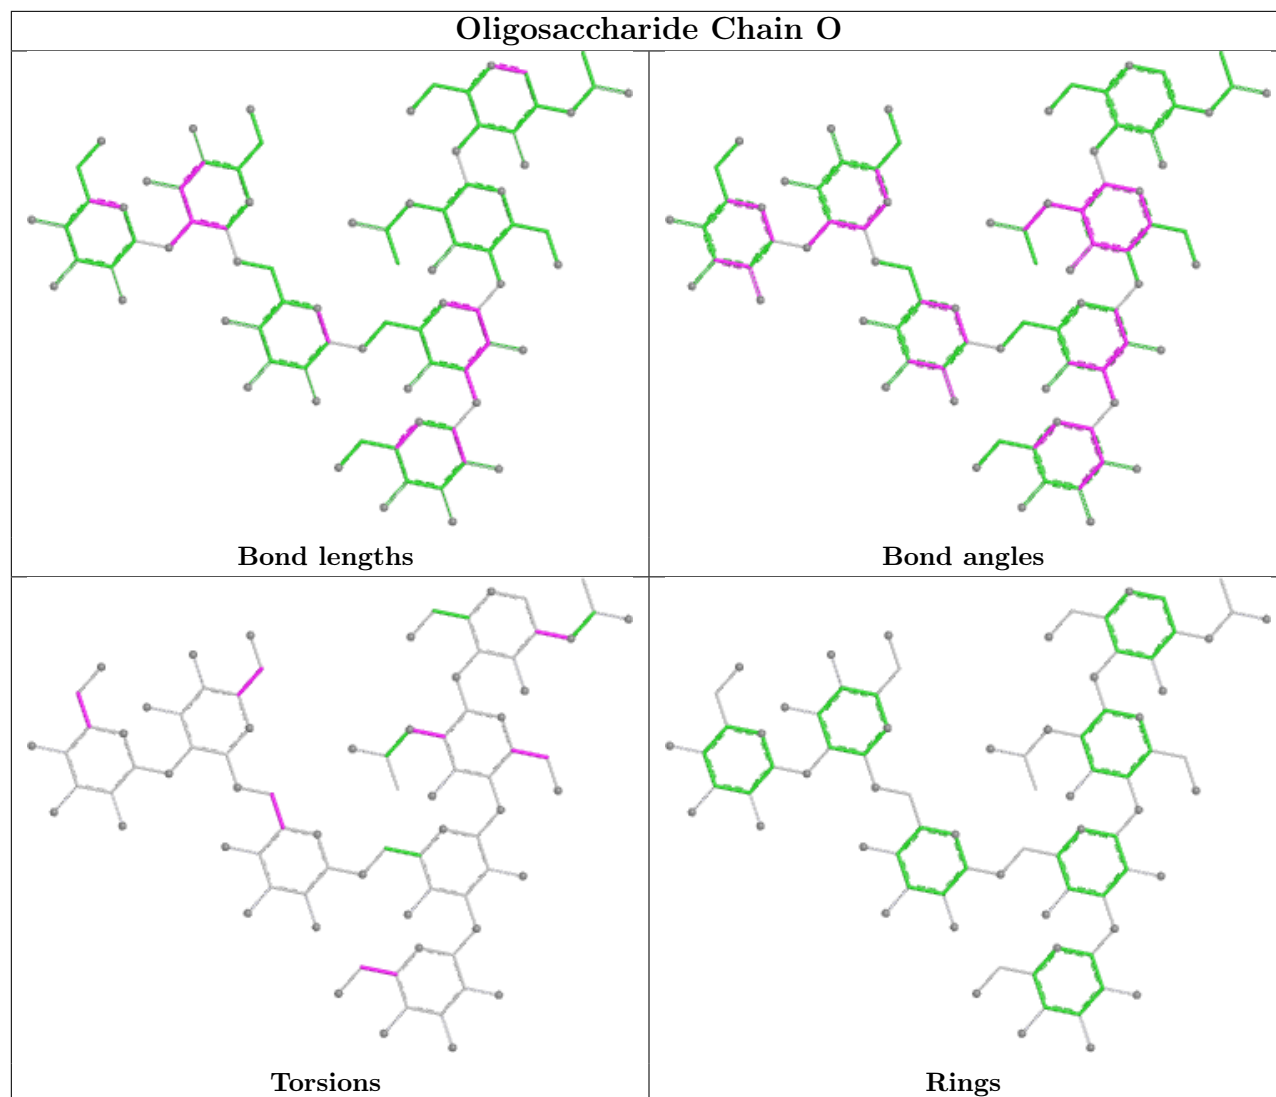 Oligosaccharide Chain O
Bond lengths
Bond angles
Torsions
Rings